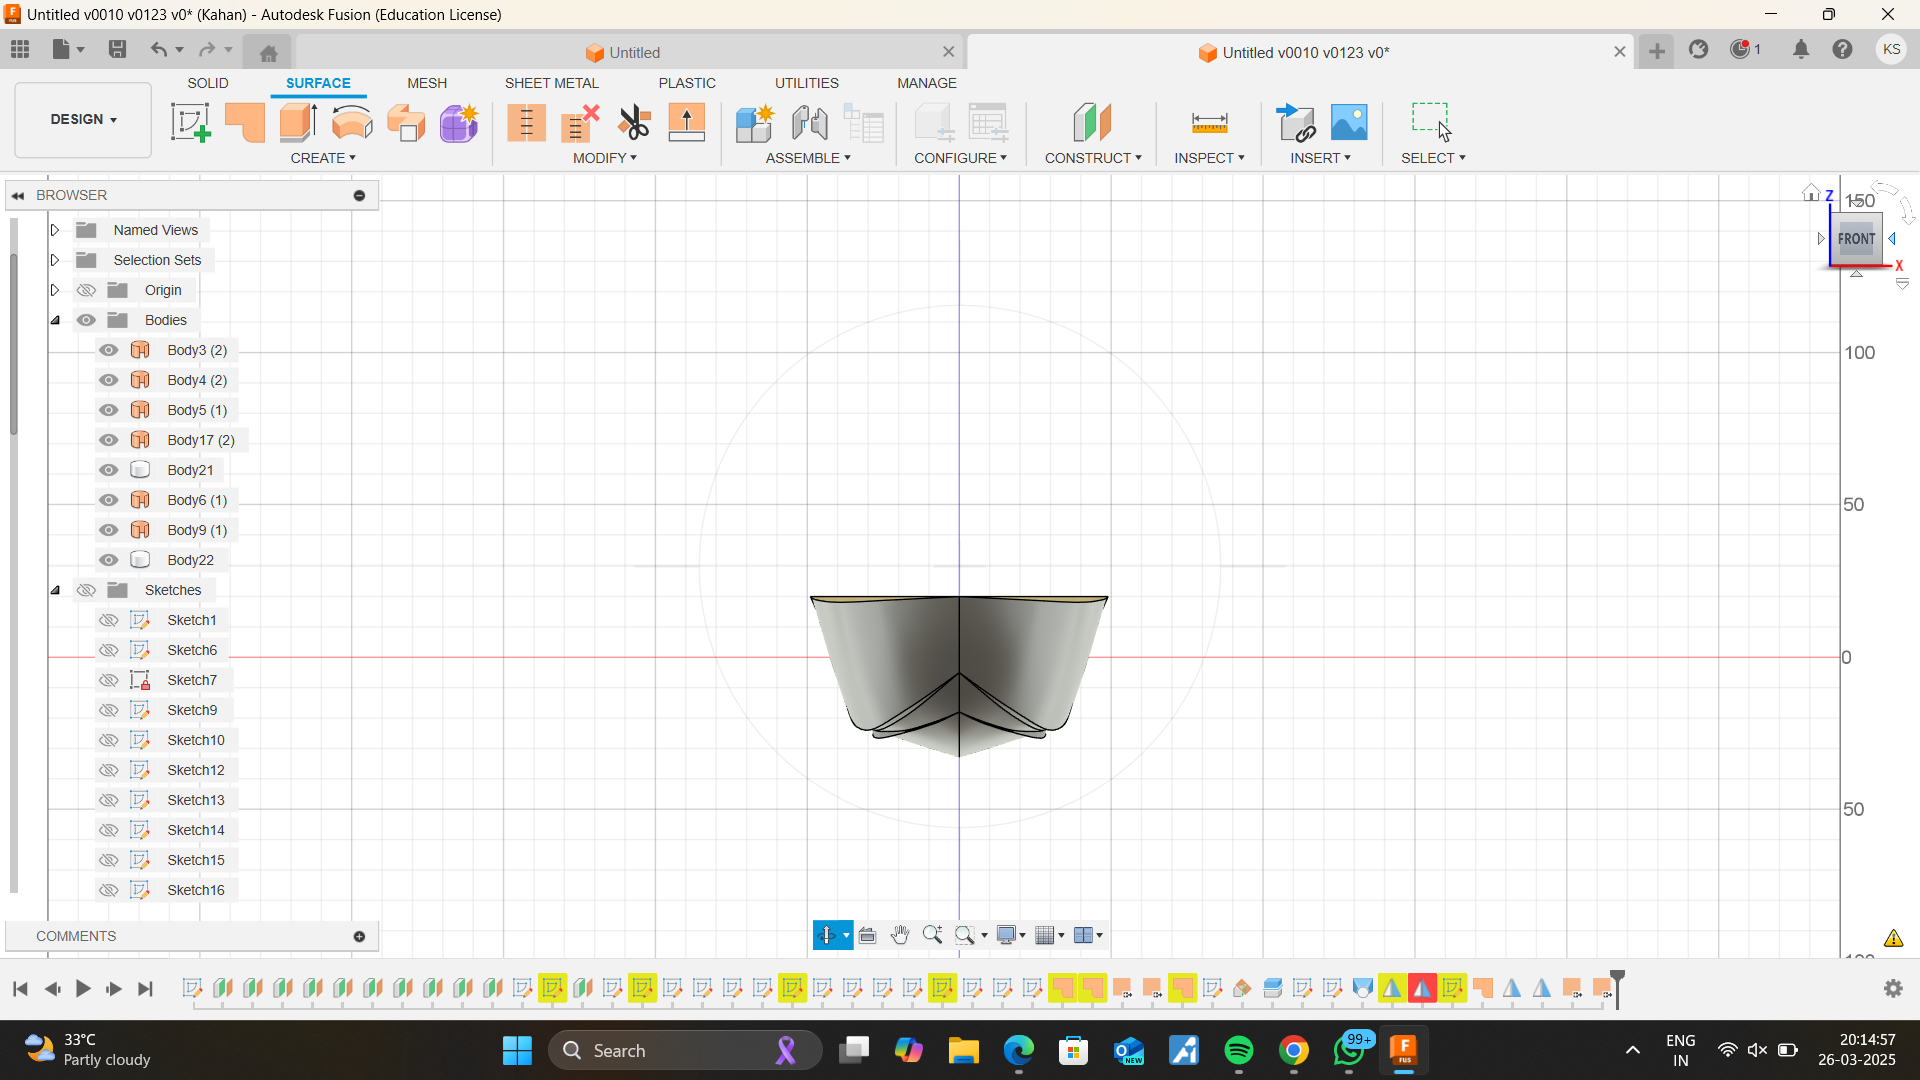 Untitled v0010 v0123 v0* (Kahan) - Autodesk Fusion (Education License)
Untitled
Untitled v0010 v0123 v0*
1
KS
DESIGN
SOLID
SURFACE
MESH
SHEET METAL
PLASTIC
UTILITIES
MANAGE
CREATE
MODIFY
ASSEMBLE
CONFIGURE
CONSTRUCT
INSPECT
INSERT
SELECT
BROWSER
Named Views
Selection Sets
Origin
Bodies
Body3 (2)
Body4 (2)
Body5 (1)
Body17 (2)
Body21
Body6 (1)
Body9 (1)
Body22
Sketches
Sketch1
Sketch6
Sketch7
Sketch9
Sketch10
Sketch12
Sketch13
Sketch14
Sketch15
Sketch16
COMMENTS
Z
150
FRONT
X
100
50
0
50
33°C
Partly cloudy
Search
99+
ENG
IN
20:14:57
26-03-2025